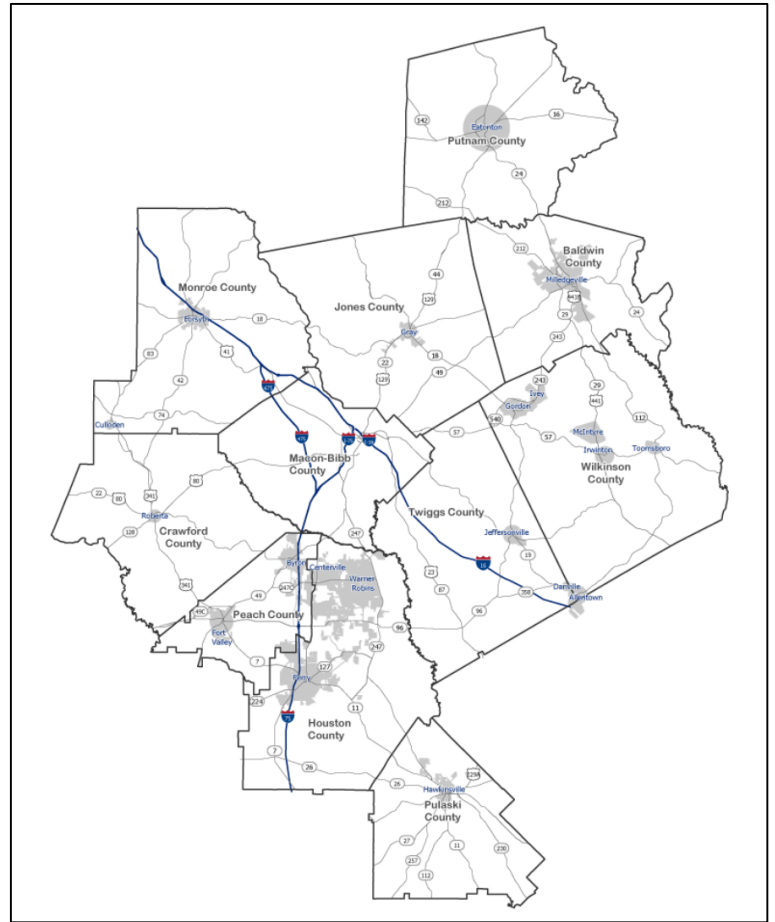 142
16
Eatonton
Putnam County
24
212
212
Baldwin
County
Milledgeville
441B
29
24
243
Monroe County
Forsyth
18
41
83
42
74
Culloden
44
Jones County
129
Gray
22
18
49
129
243
Ivey
Gordon
540
57
57
29
441
112
McIntyre
Irwinton
Toomsboro
Wilkinson
County
475
Macon-Bibb
County
22
80
80
341
Roberta
128
Crawford
County
341
247
Twiggs County
Jeffersonville
23
87
19
16
96
358
Danville
Allentown
Byron
Centerville
Warner
Robins
247C
49
49C
Peach County
Fort
Valley
7
96
247
127
Perry
224
75
Houston
County
11
7
26
26
129A
Hawkinsville
Pulaski
County
27
257
11
230
112